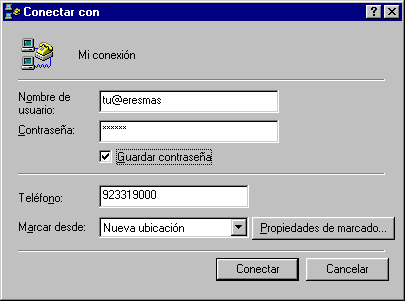 Conectar con
Mi conexión
Nombre de
usuario:
tu@eresmas
Contraseña:
××××××
Guardar contraseña
Teléfono:
923319000
Marcar desde:
Nueva ubicación
Propiedades de marcado...
Conectar
Cancelar